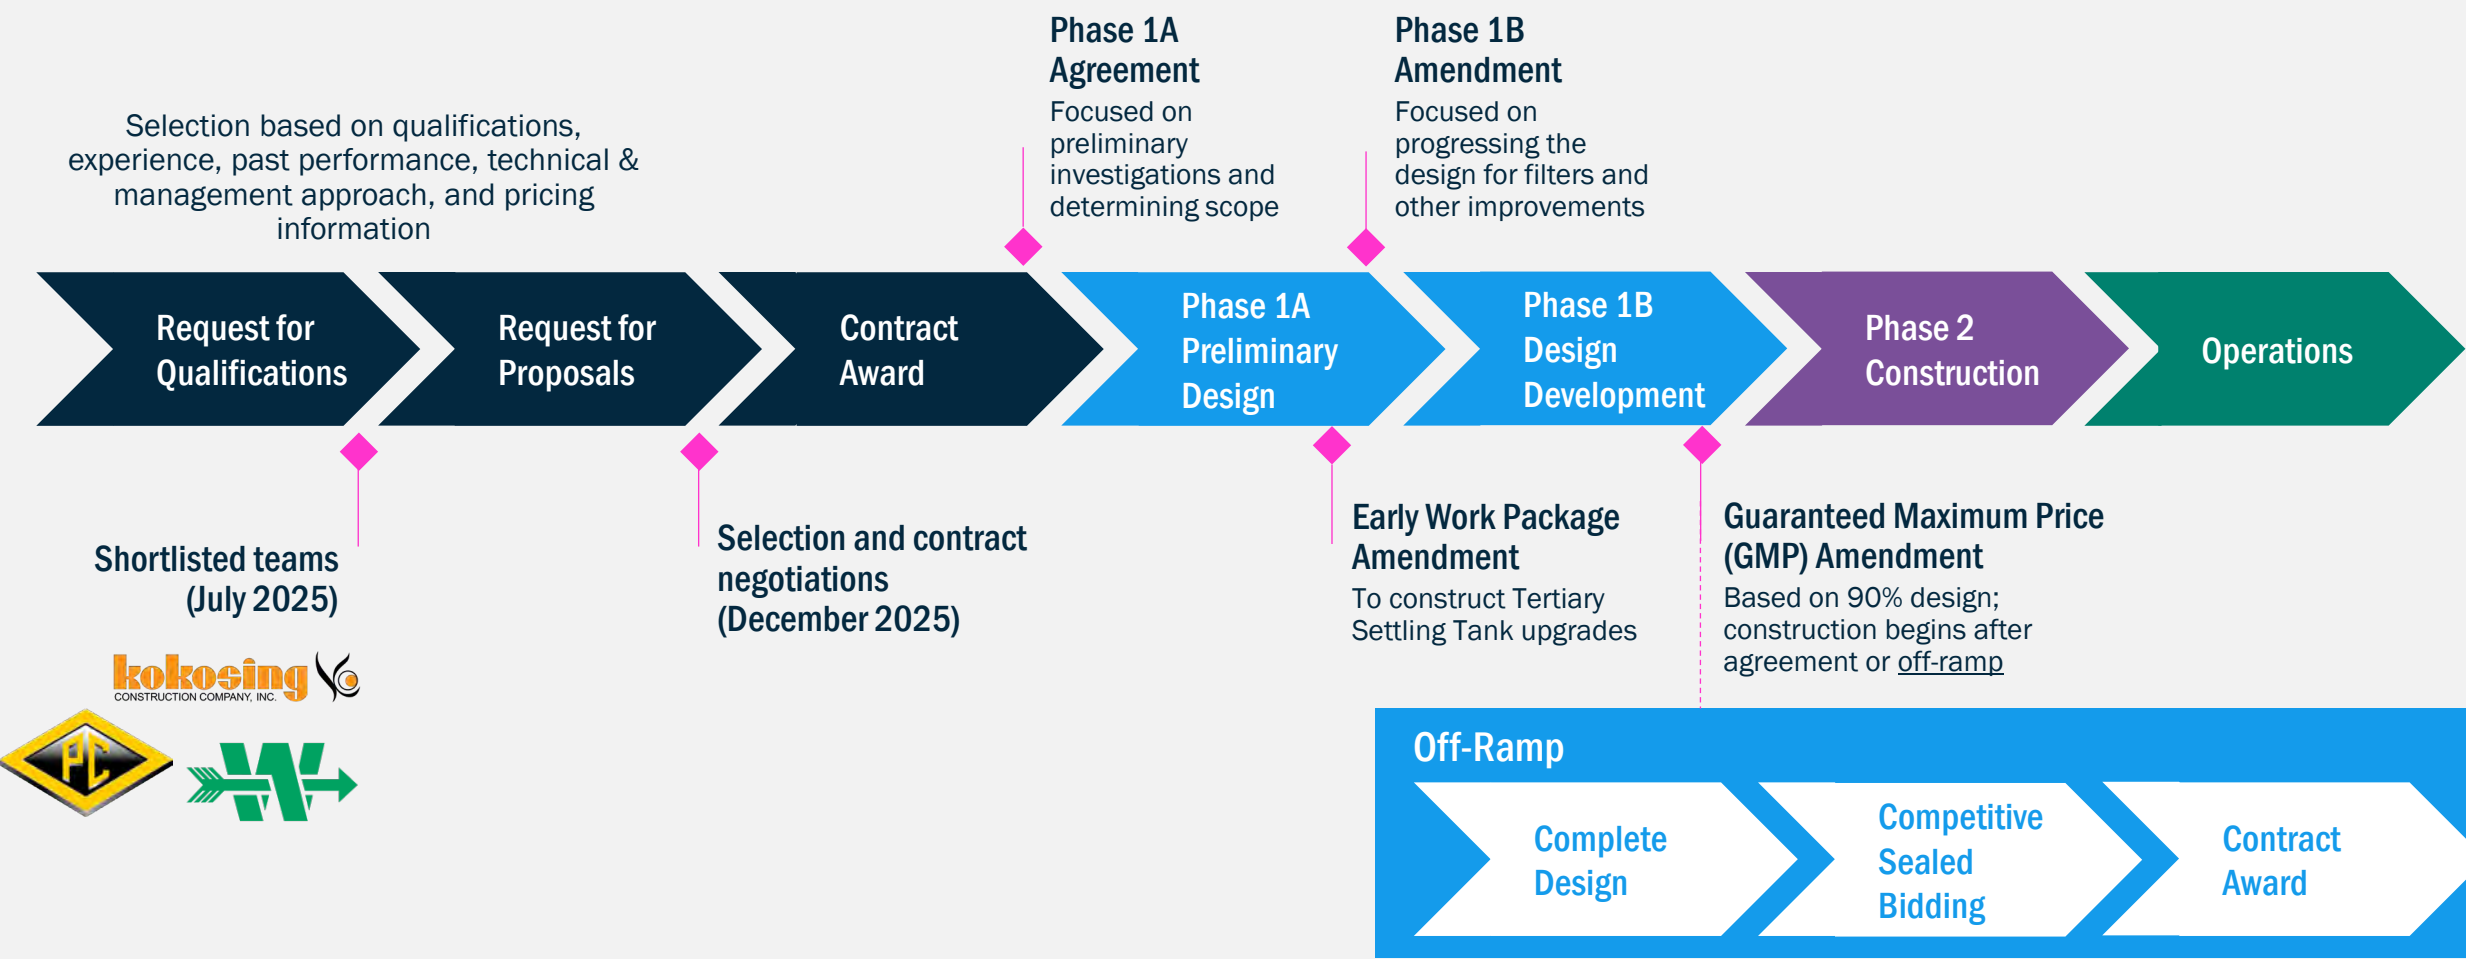 Phase 1A
Agreement
Focused on
preliminary
investigations and
determining scope
Phase 1B
Amendment
Focused on
progressing the
design for filters and
other improvements
Selection based on qualifications,
experience, past performance, technical &
management approach, and pricing
information
Request for
Qualifications
Request for
Proposals
Contract
Award
Phase 1A
Preliminary
Design
Phase 1B
Design
Development
Phase 2
Construction
Operations
Shortlisted teams
(July 2025)
kokosing
CONSTRUCTION COMPANY, INC.
PC
W
Selection and contract
negotiations
(December 2025)
Early Work Package
Amendment
To construct Tertiary
Settling Tank upgrades
Guaranteed Maximum Price
(GMP) Amendment
Based on 90% design;
construction begins after
agreement or off-ramp
Off-Ramp
Complete
Design
Competitive
Sealed
Bidding
Contract
Award